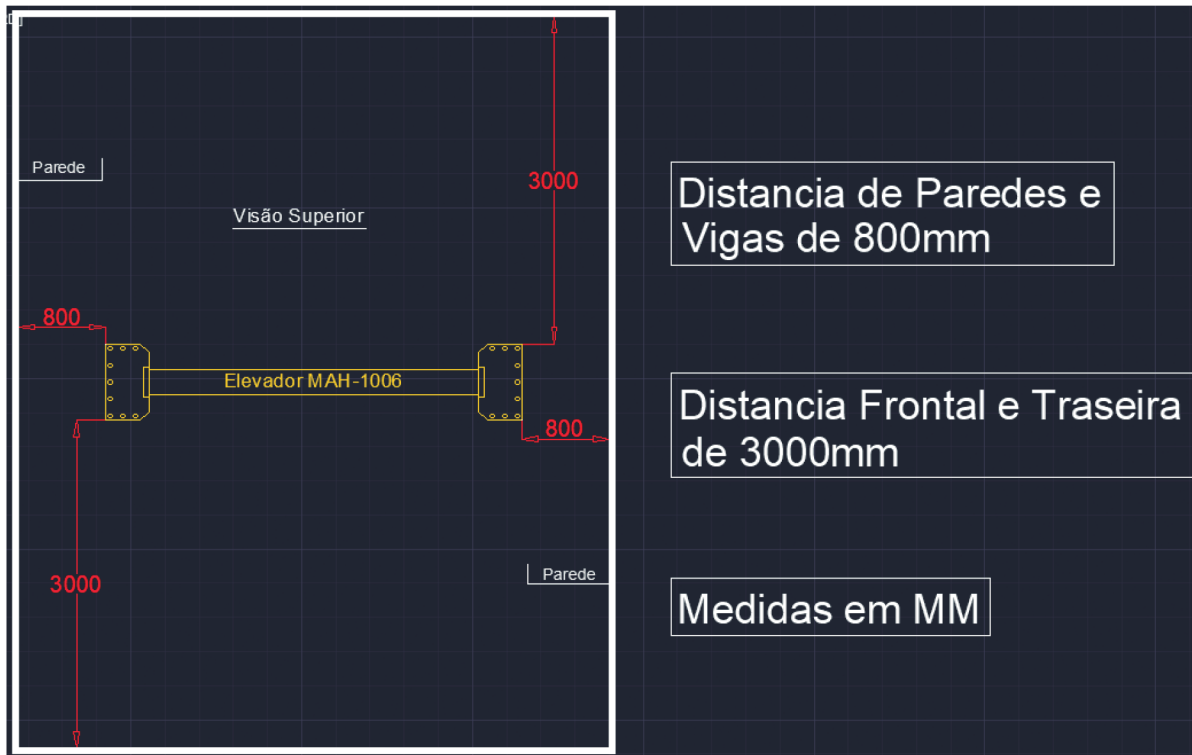 Parede
Visão Superior
3000
800
Elevador MAH-1006
800
3000
Parede
Distancia de Paredes e
Vigas de 800mm
Distancia Frontal e Traseira
de 3000mm
Medidas em MM